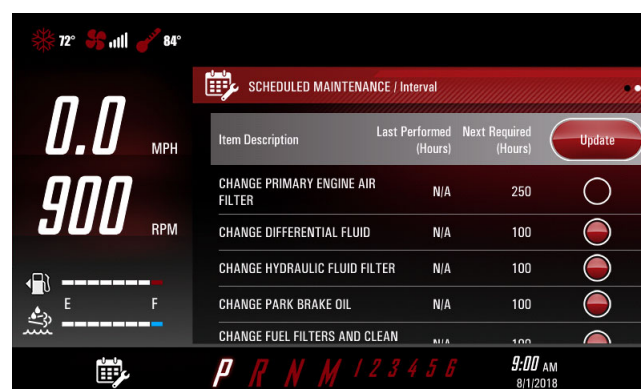 72° 84°
SCHEDULED MAINTENANCE / Interval
0.0 MPH
Item Description Last Performed (Hours) Next Required (Hours) Update
CHANGE PRIMARY ENGINE AIR
FILTER N/A 250
900 RPM
CHANGE DIFFERENTIAL FLUID N/A 100
CHANGE HYDRAULIC FLUID FILTER N/A 100
E F
CHANGE PARK BRAKE OIL N/A 100
CHANGE FUEL FILTERS AND CLEAN N/A 100
P R N M 1 2 3 4 5 6
9:00 AM
8/1/2018